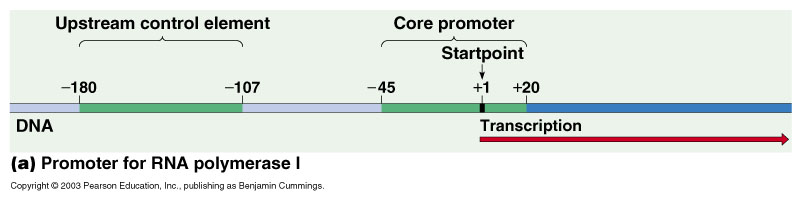 Upstream control element Core promoter
Startpoint
−180 −107 −45 +1 +20
DNA Transcription
(a) Promoter for RNA polymerase I
Copyright © 2003 Pearson Education, Inc., publishing as Benjamin Cummings.